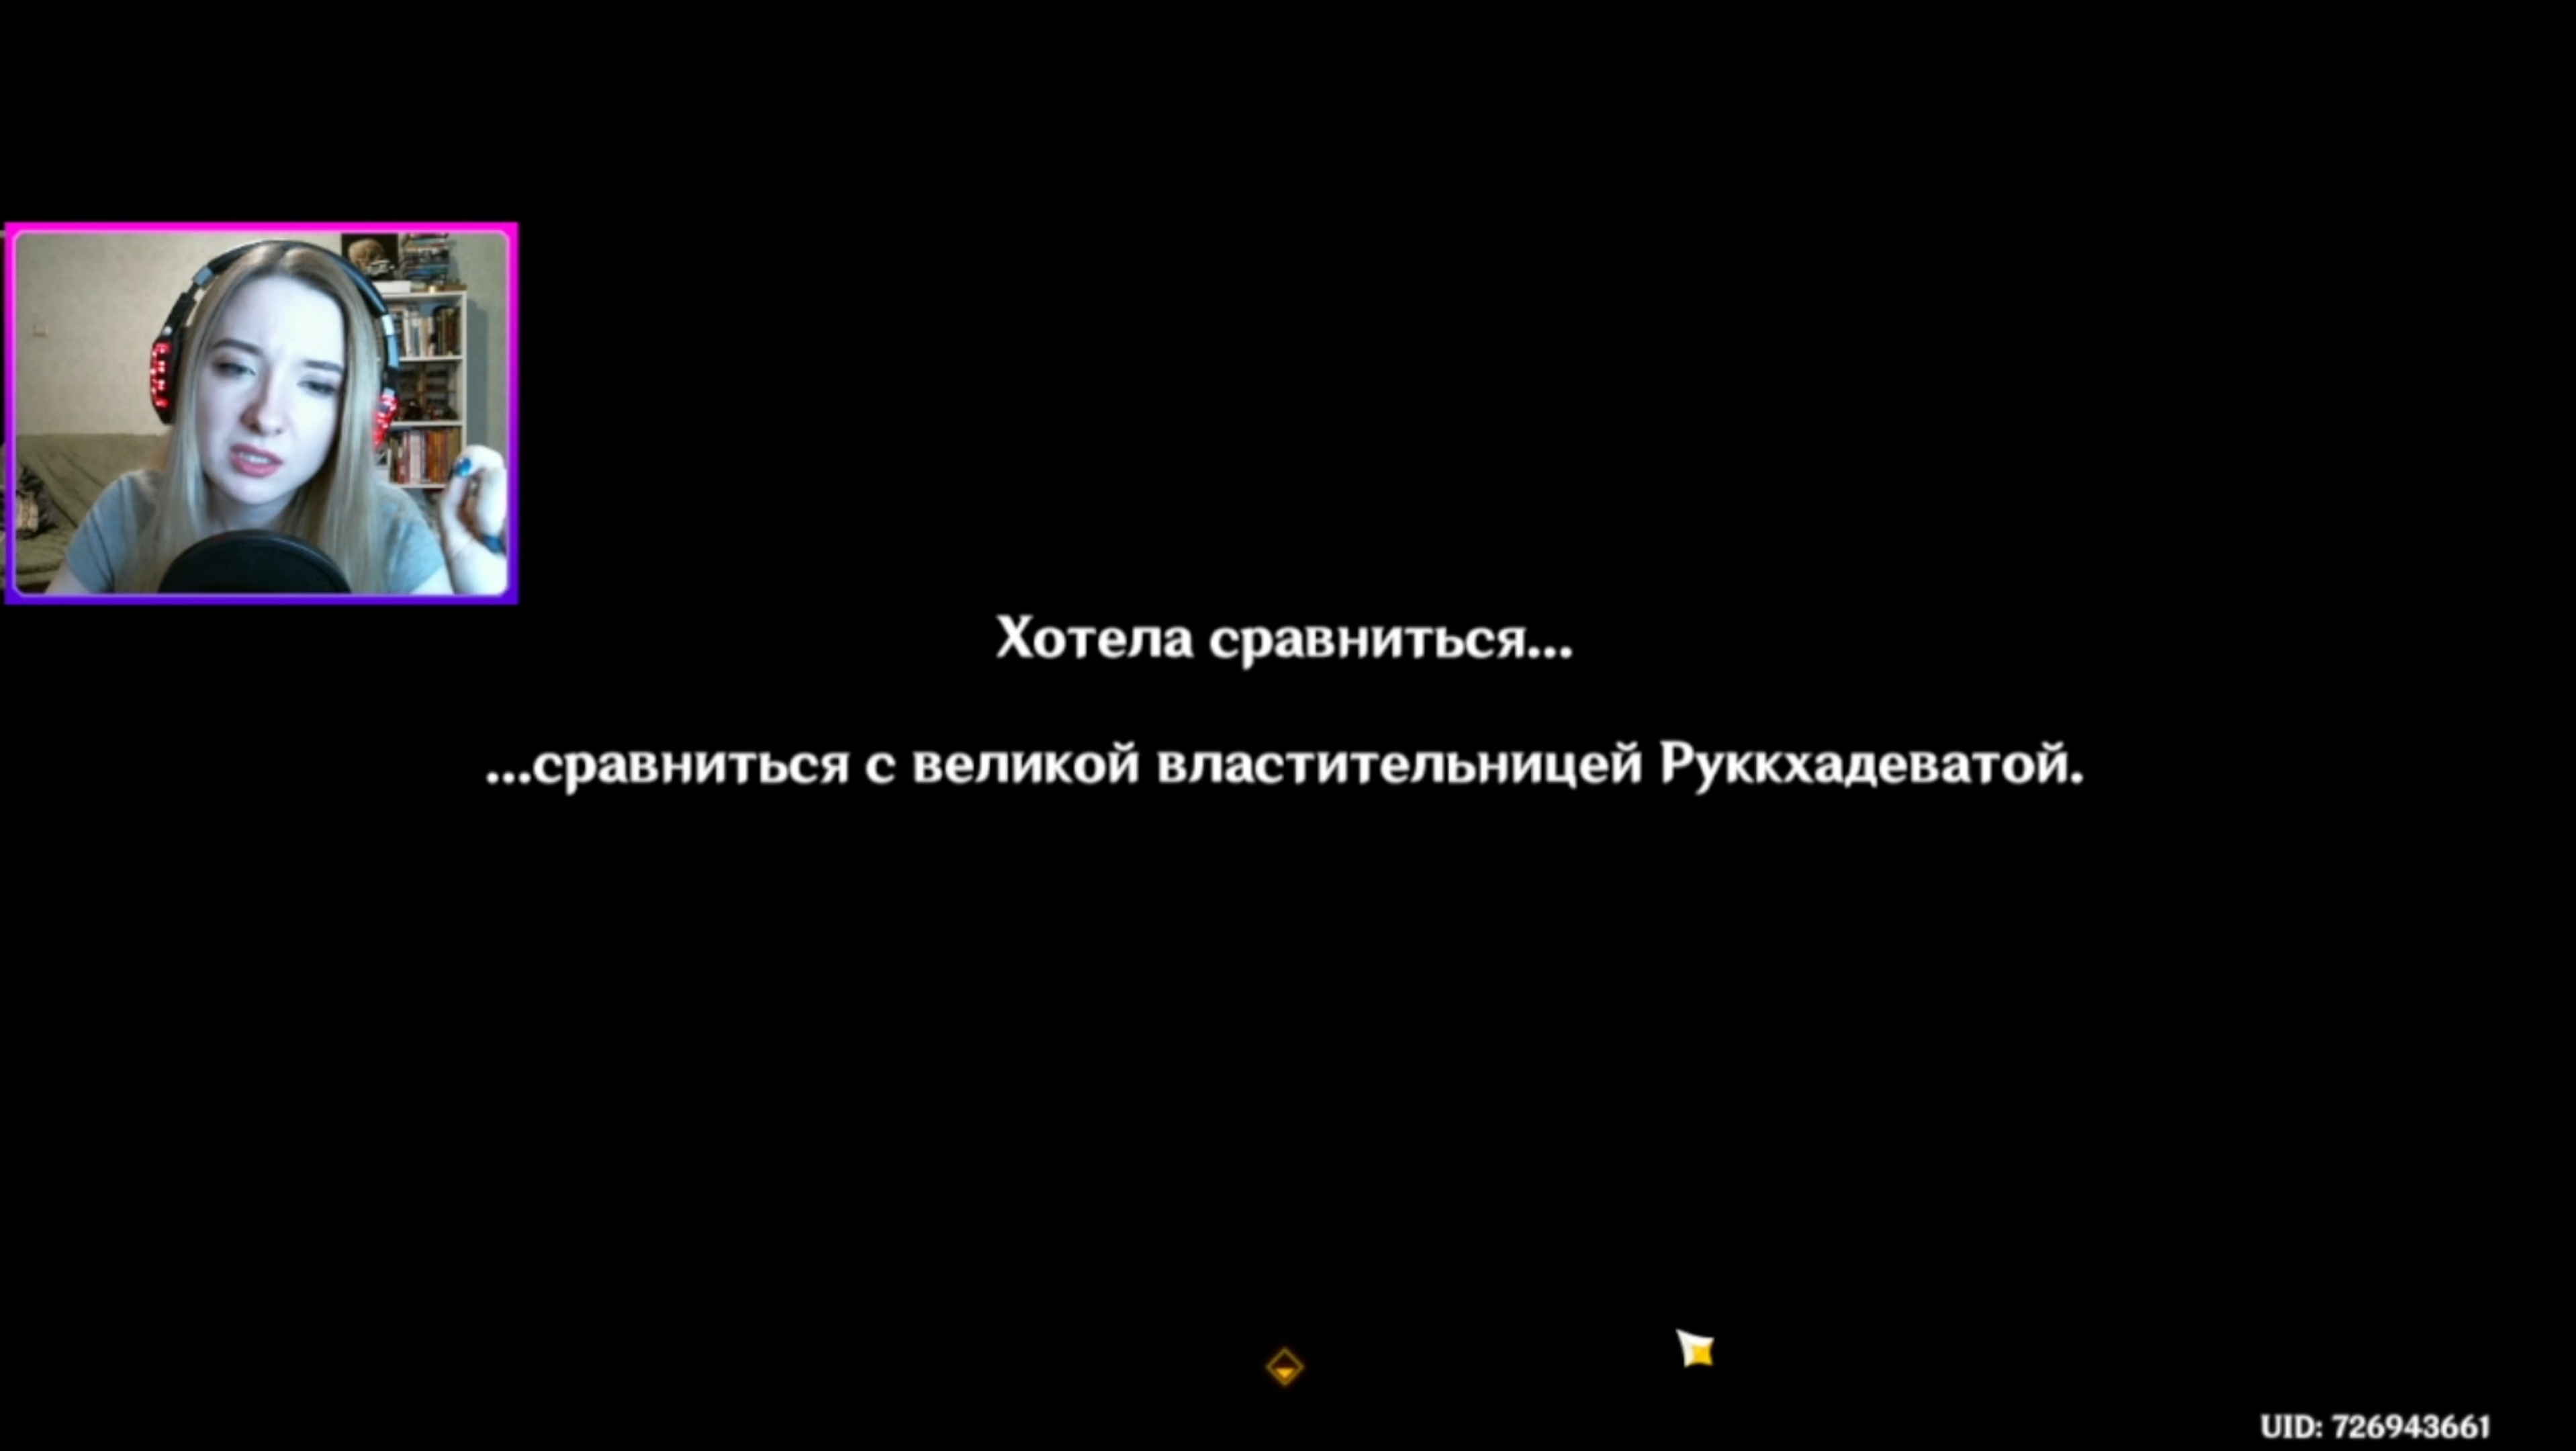 Хотела сравниться...
...сравниться с великой властительницей Руккхадеватой.
UID: 726943661